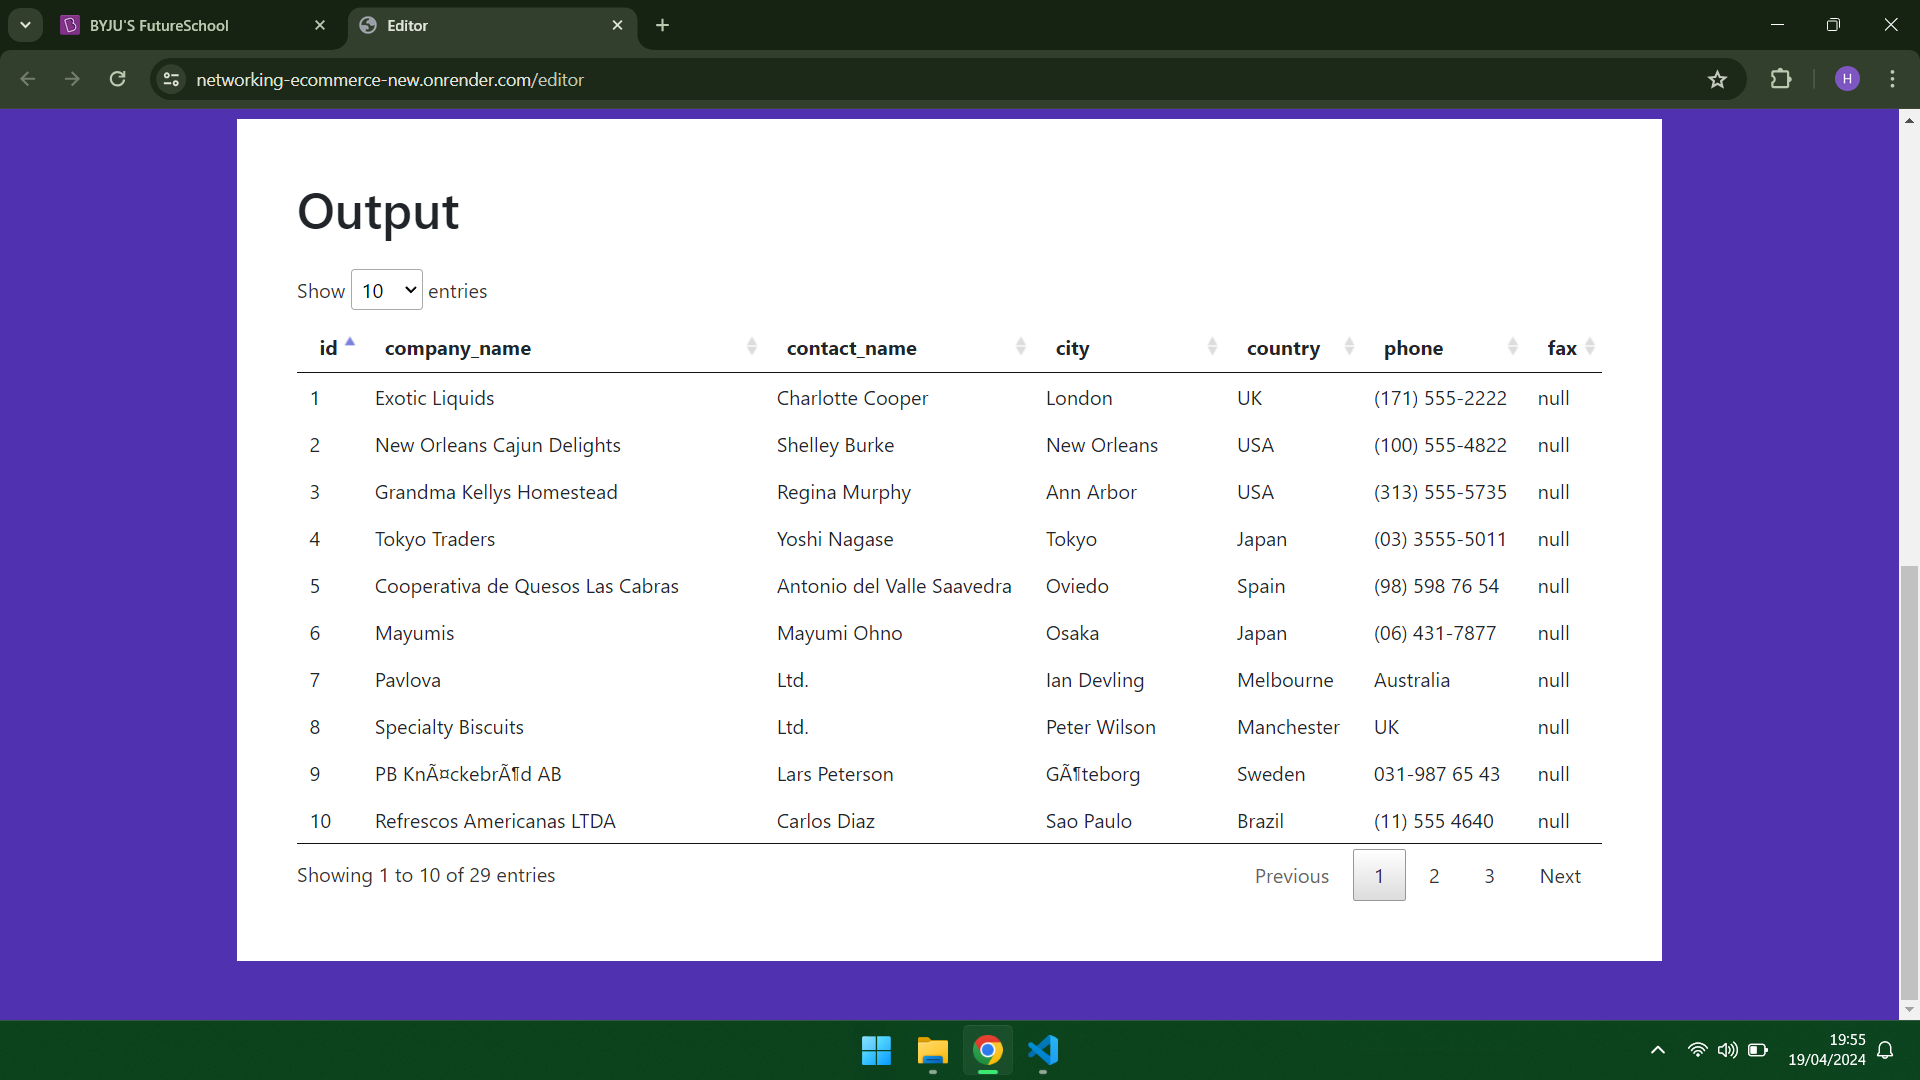 BYJU'S FutureSchool
Editor
networking-ecommerce-new.onrender.com/editor
H
Output
Show 10 entries
id company_name contact_name city country phone fax
1 Exotic Liquids Charlotte Cooper London UK (171) 555-2222 null
2 New Orleans Cajun Delights Shelley Burke New Orleans USA (100) 555-4822 null
3 Grandma Kellys Homestead Regina Murphy Ann Arbor USA (313) 555-5735 null
4 Tokyo Traders Yoshi Nagase Tokyo Japan (03) 3555-5011 null
5 Cooperativa de Quesos Las Cabras Antonio del Valle Saavedra Oviedo Spain (98) 598 76 54 null
6 Mayumis Mayumi Ohno Osaka Japan (06) 431-7877 null
7 Pavlova Ltd. Ian Devling Melbourne Australia null
8 Specialty Biscuits Ltd. Peter Wilson Manchester UK null
9 PB KnÃ¤ckebrÃ¶d AB Lars Peterson GÃ¶teborg Sweden 031-987 65 43 null
10 Refrescos Americanas LTDA Carlos Diaz Sao Paulo Brazil (11) 555 4640 null
Showing 1 to 10 of 29 entries
Previous 1 2 3 Next
19:55
19/04/2024